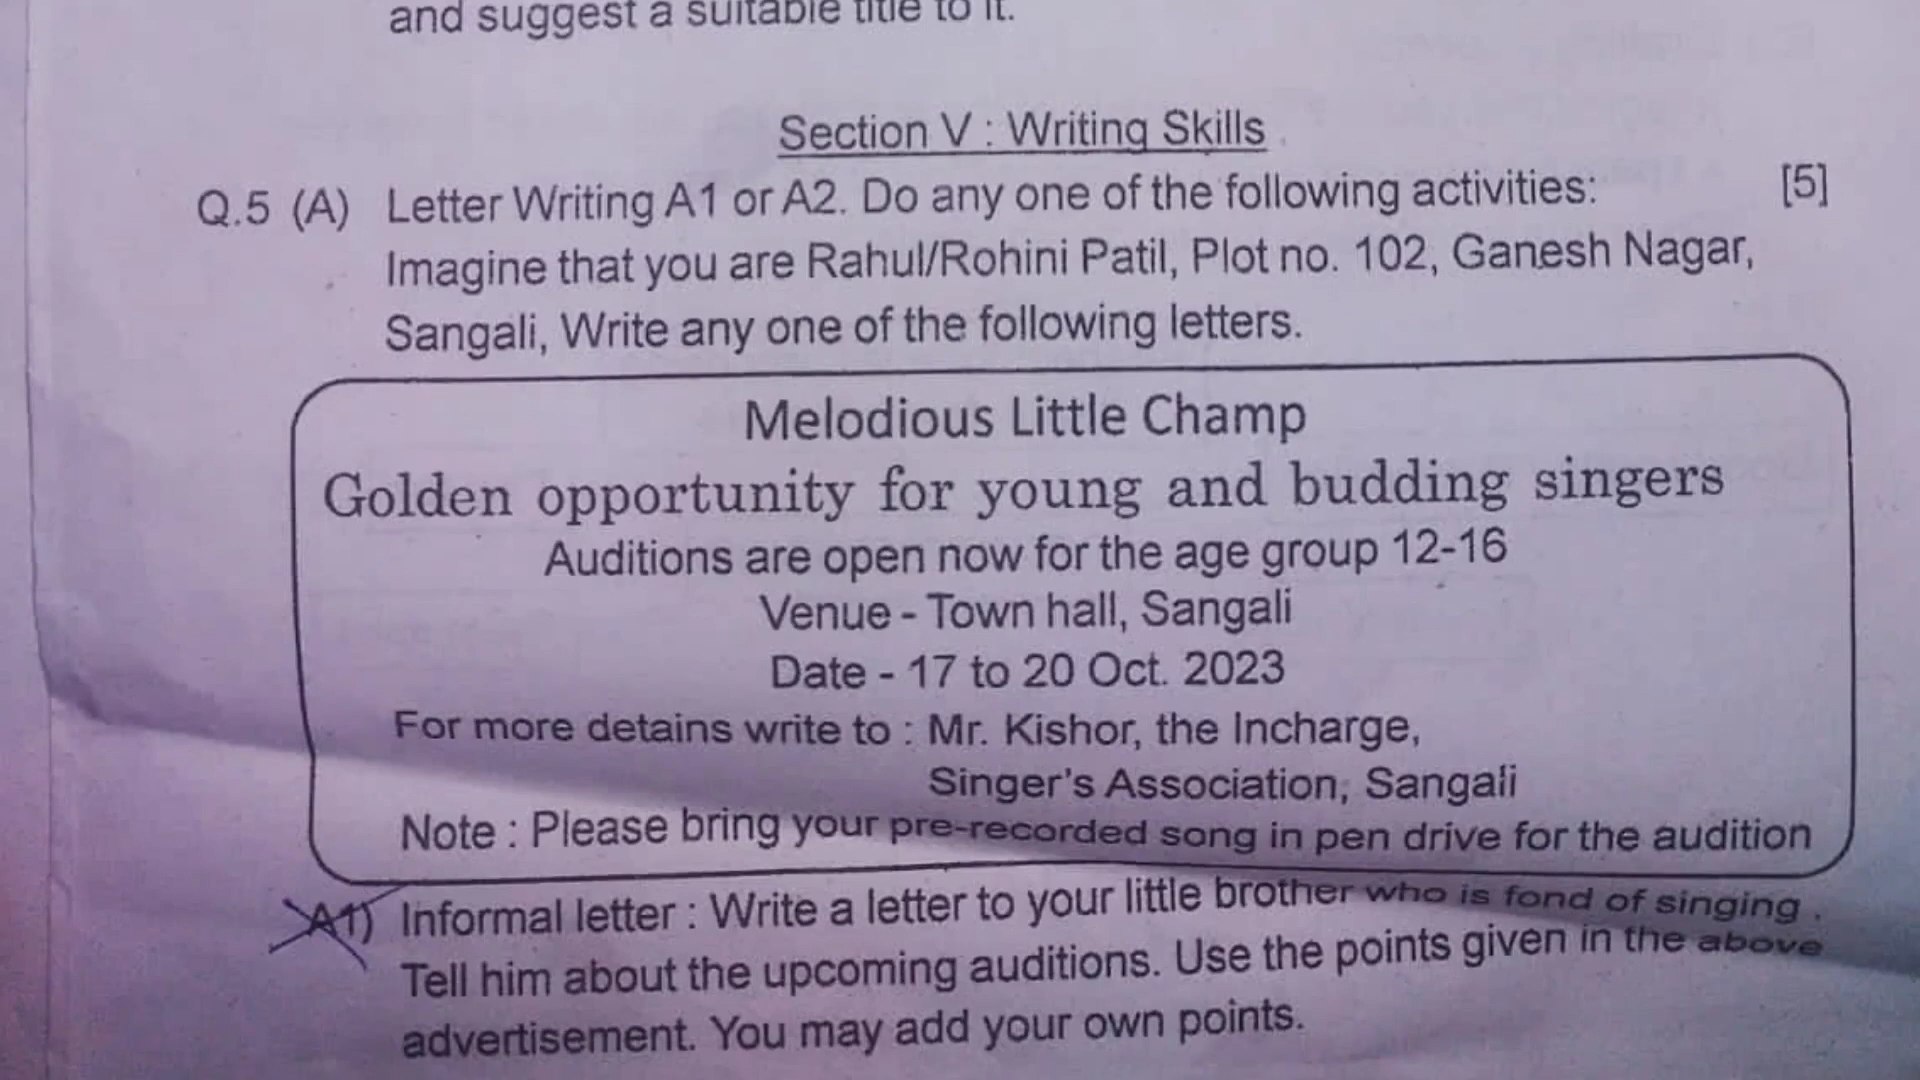 and suggest a suitable title to it.
Section V : Writing Skills
Q.5 (A) Letter Writing A1 or A2. Do any one of the following activities: [5]
Imagine that you are Rahul/Rohini Patil, Plot no. 102, Ganesh Nagar,
Sangali, Write any one of the following letters.
Melodious Little Champ
Golden opportunity for young and budding singers
Auditions are open now for the age group 12-16
Venue - Town hall, Sangali
Date - 17 to 20 Oct. 2023
For more detains write to : Mr. Kishor, the Incharge,
Singer's Association, Sangali
Note : Please bring your pre-recorded song in pen drive for the audition
A1) Informal letter : Write a letter to your little brother who is fond of singing.
Tell him about the upcoming auditions. Use the points given in the above
advertisement. You may add your own points.